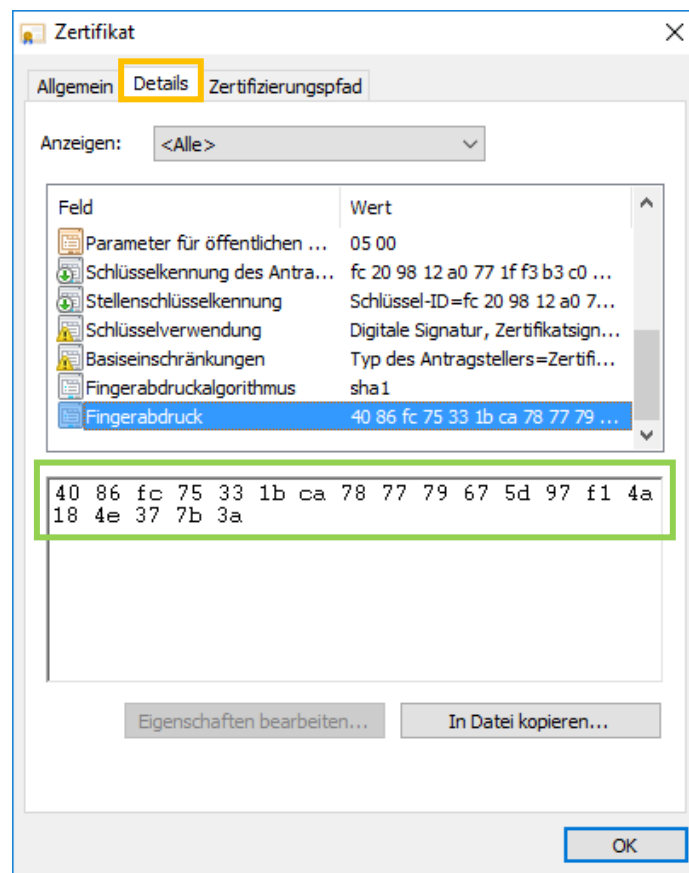 Zertifikat
Allgemein Details Zertifizierungspfad
Anzeigen: <Alle>
Feld Wert
Parameter für öffentlichen ... 05 00
Schlüsselkennung des Antra... fc 20 98 12 a0 77 1f f3 b3 c0 ...
Stellenschlüsselkennung Schlüssel-ID=fc 20 98 12 a0 7...
Schlüsselverwendung Digitale Signatur, Zertifikatsign...
Basiseinschränkungen Typ des Antragstellers=Zertifi...
Fingerabdruckalgorithmus sha1
Fingerabdruck 40 86 fc 75 33 1b ca 78 77 79 ...
40 86 fc 75 33 1b ca 78 77 79 67 5d 97 f1 4a
18 4e 37 7b 3a
Eigenschaften bearbeiten... In Datei kopieren...
OK